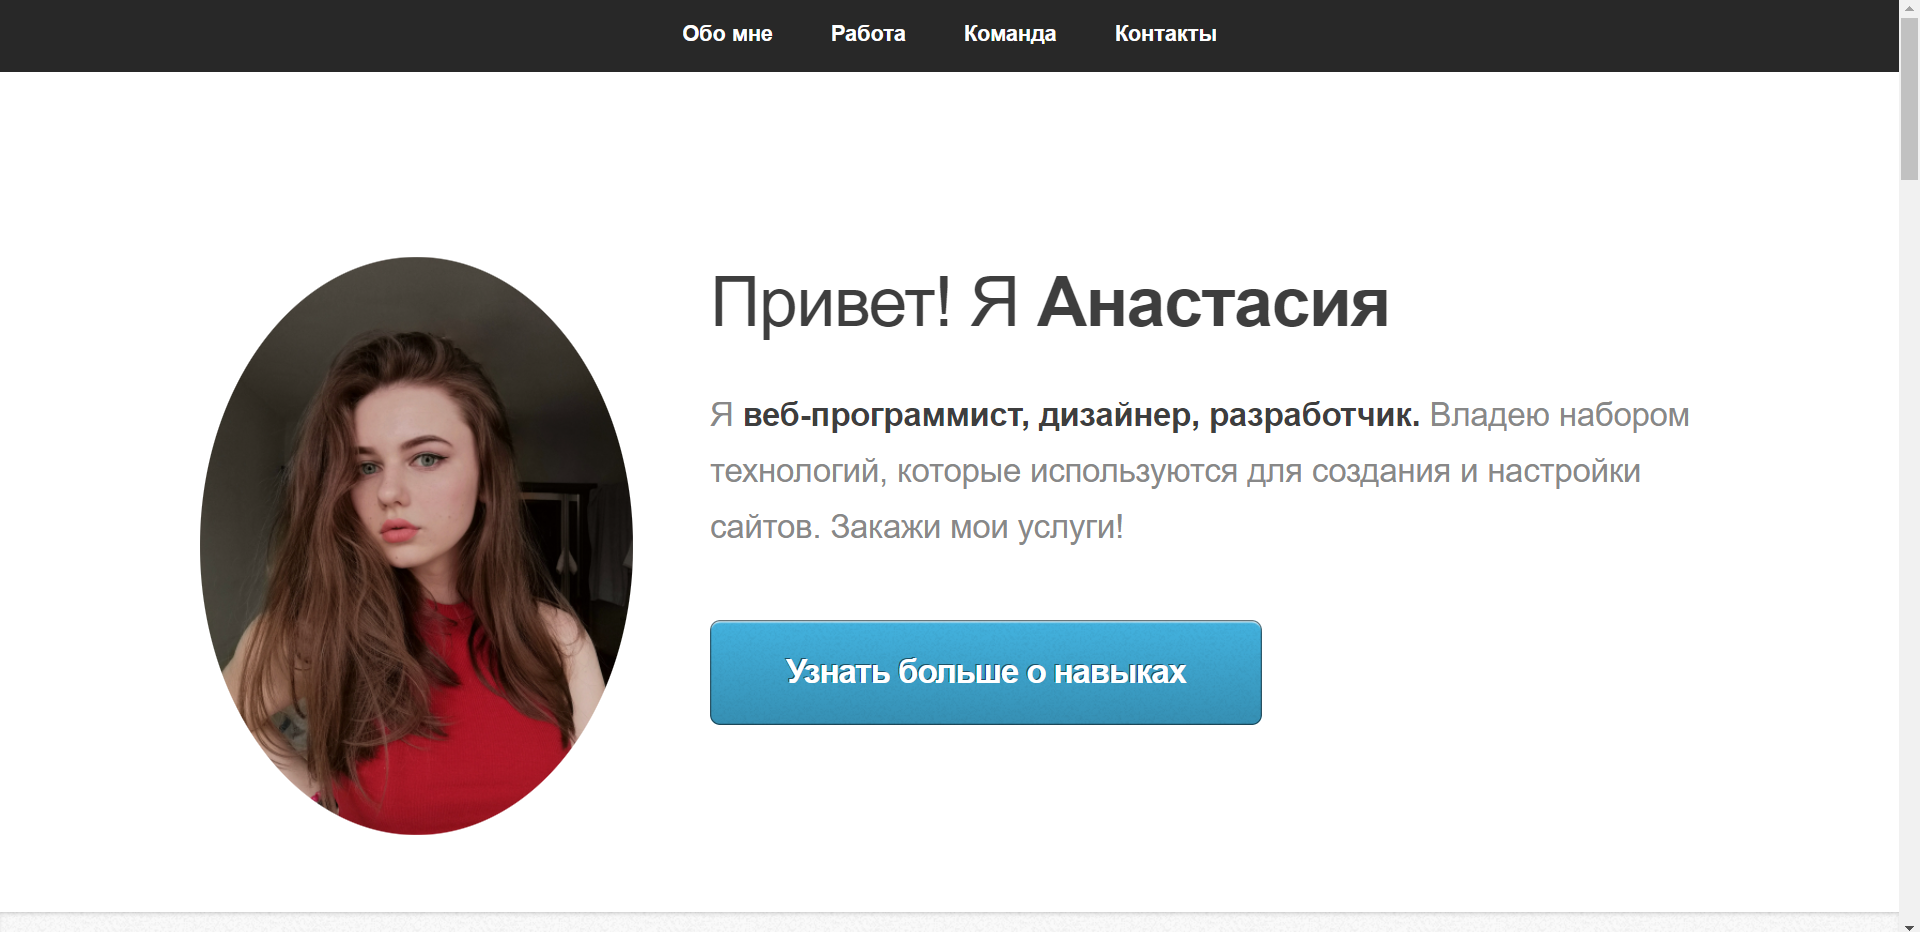 Обо мне Работа Команда Контакты
Привет! Я Анастасия
Я веб-программист, дизайнер, разработчик. Владею набором
технологий, которые используются для создания и настройки
сайтов. Закажи мои услуги!
Узнать больше о навыках